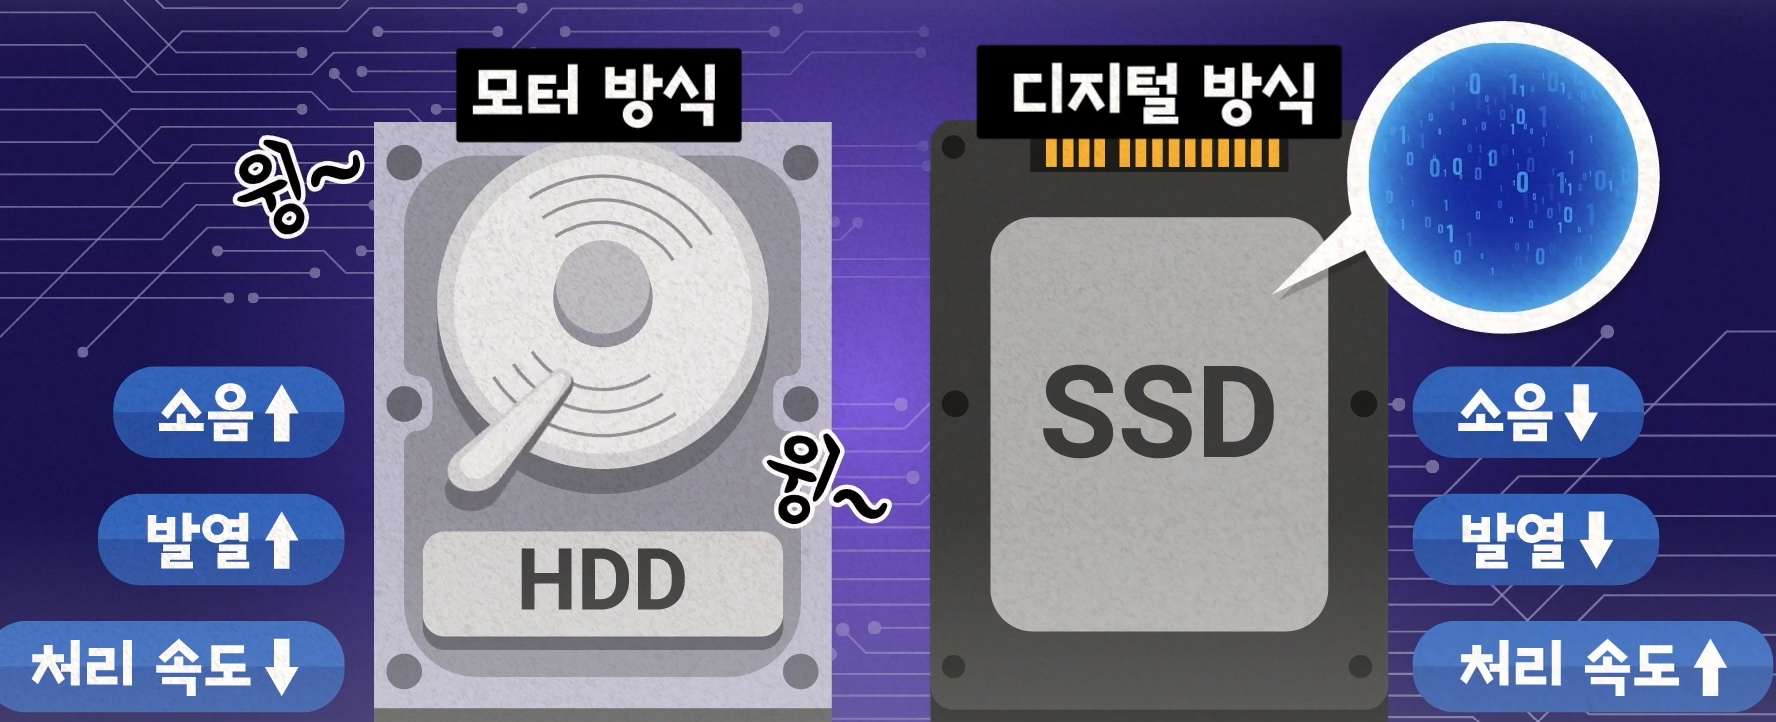 모터 방식
디지털 방식
윙~
소음↑
발열↑
처리 속도↓
윙~
HDD
SSD
소음↓
발열↓
처리 속도↑